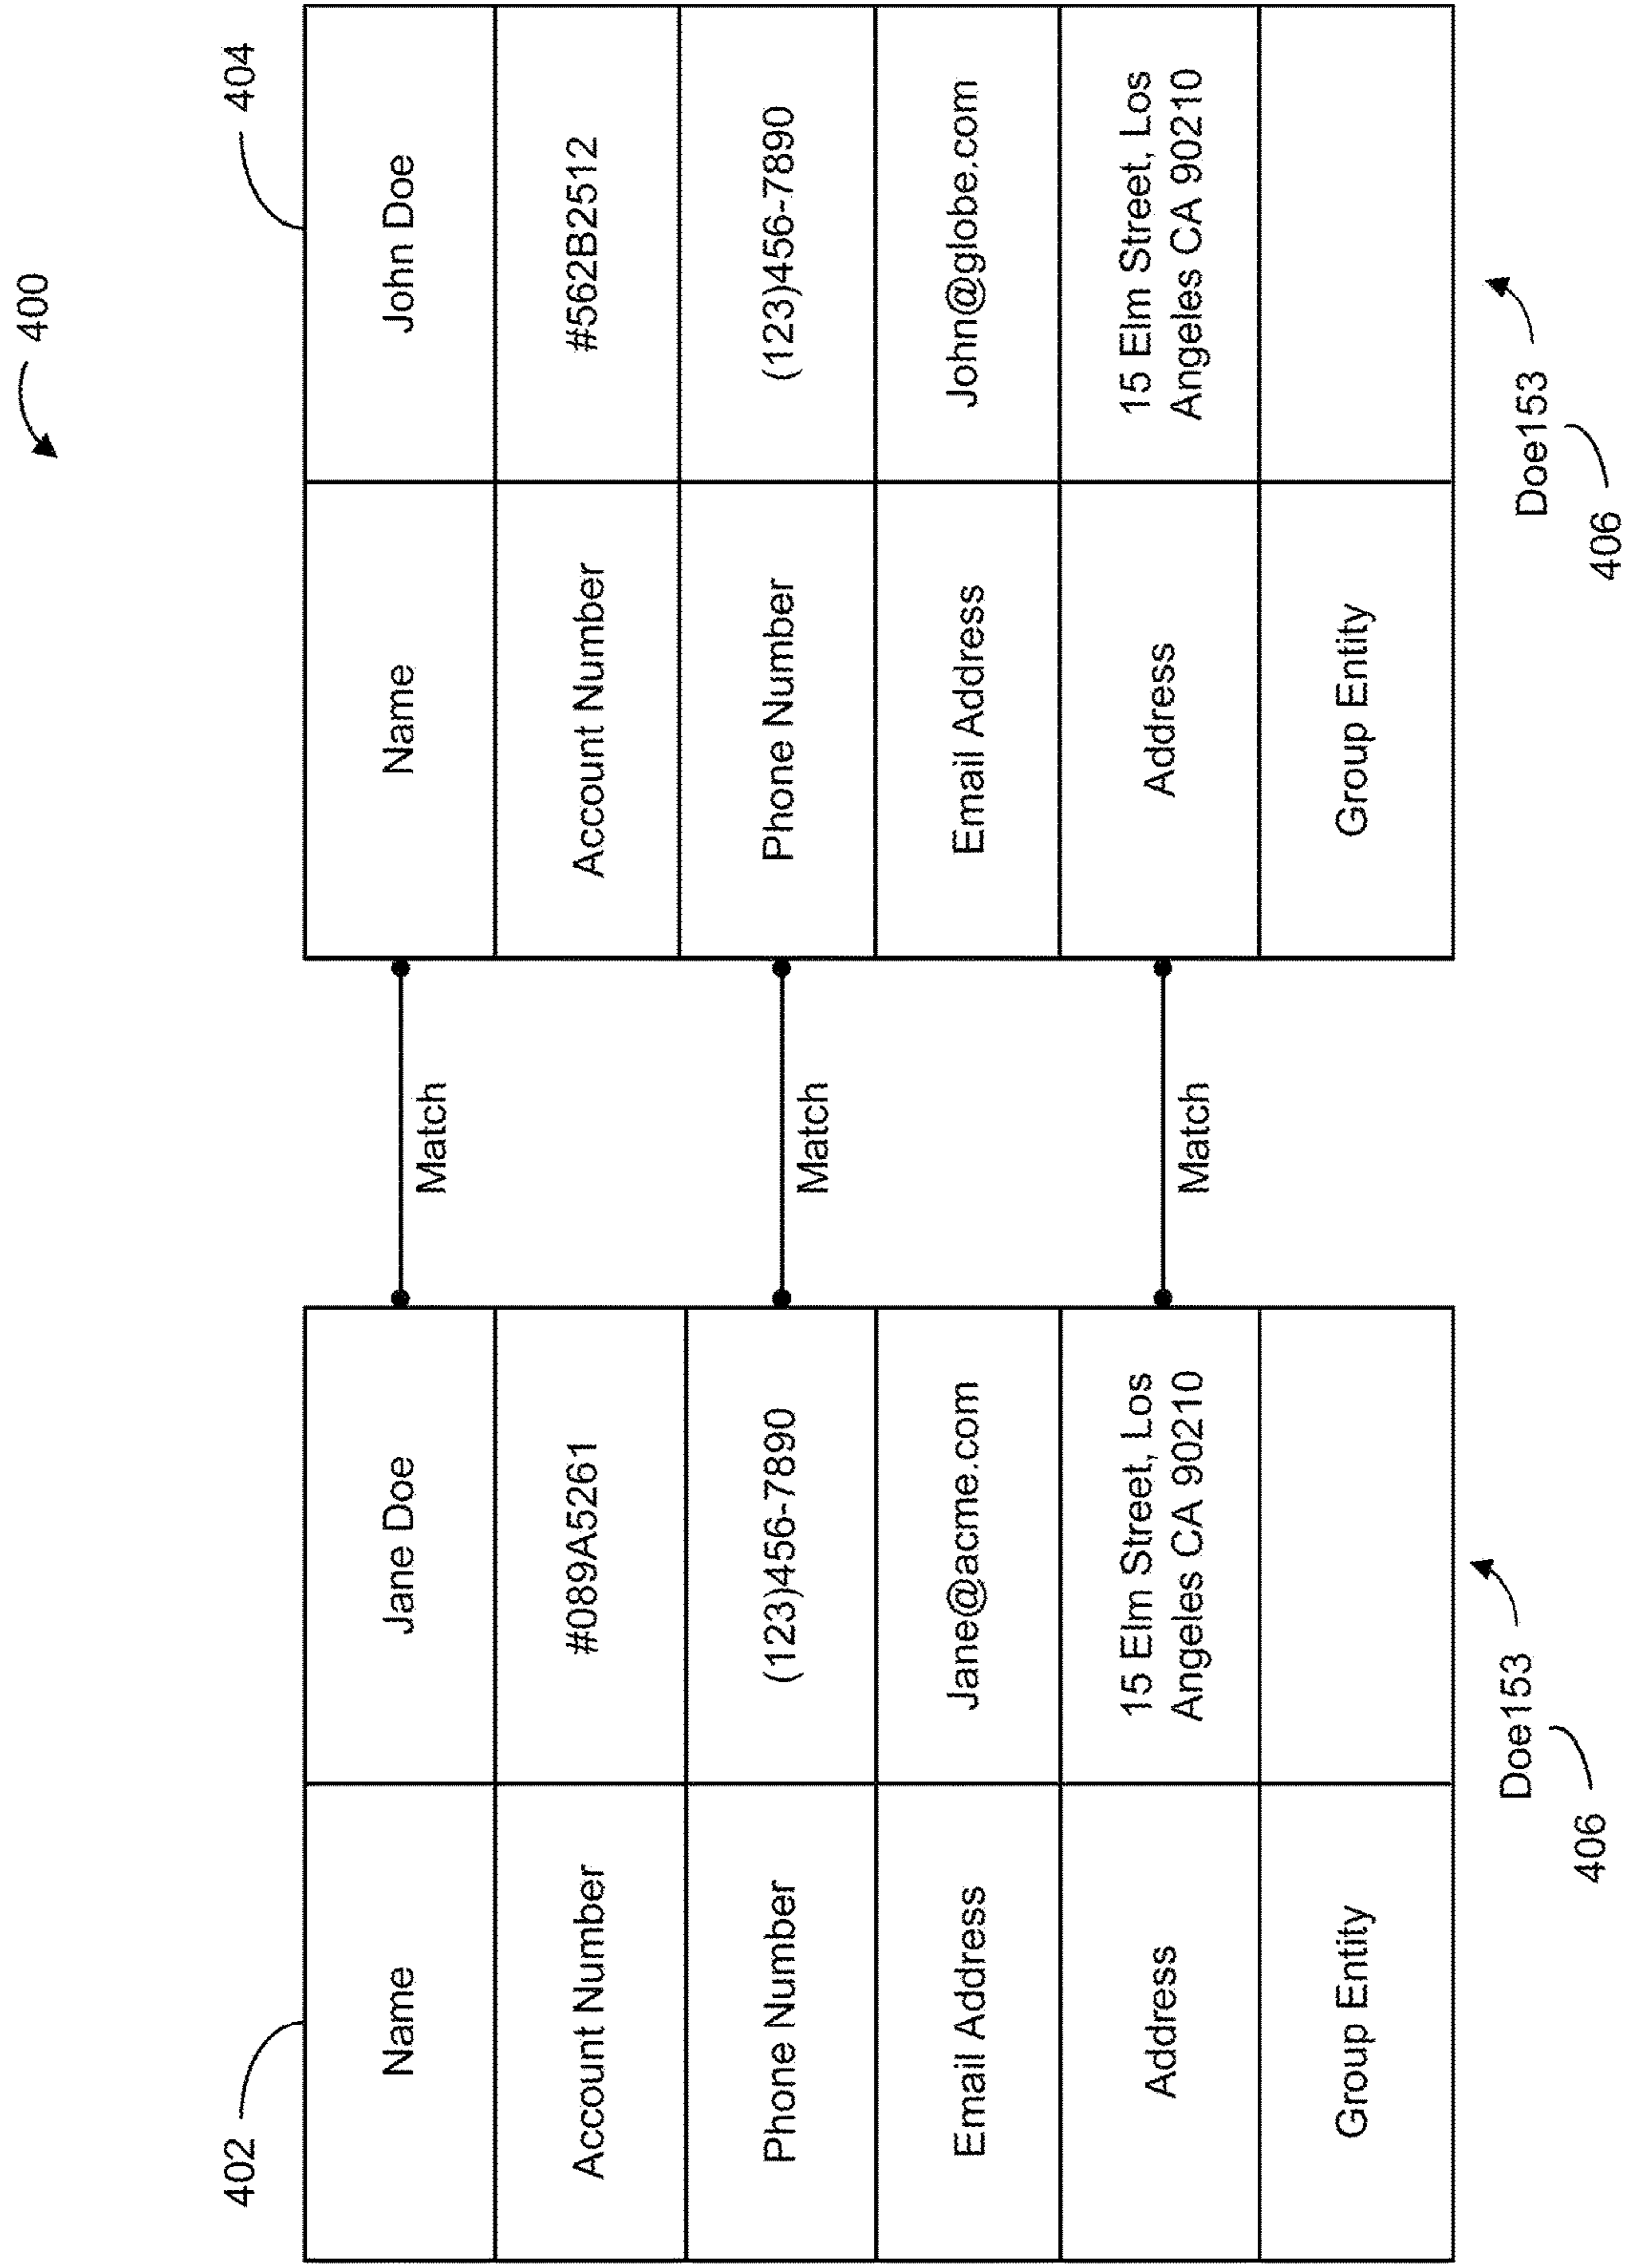 400
402
Name
Jane Doe
Account Number
#089A5261
Phone Number
(123)456-7890
Email Address
Jane@acme.com
Address
15 Elm Street, Los
Angeles CA 90210
Group Entity
Doe153
406
Match
Match
Match
404
Name
John Doe
Account Number
#562B2512
Phone Number
(123)456-7890
Email Address
John@globe.com
Address
15 Elm Street, Los
Angeles CA 90210
Group Entity
Doe153
406